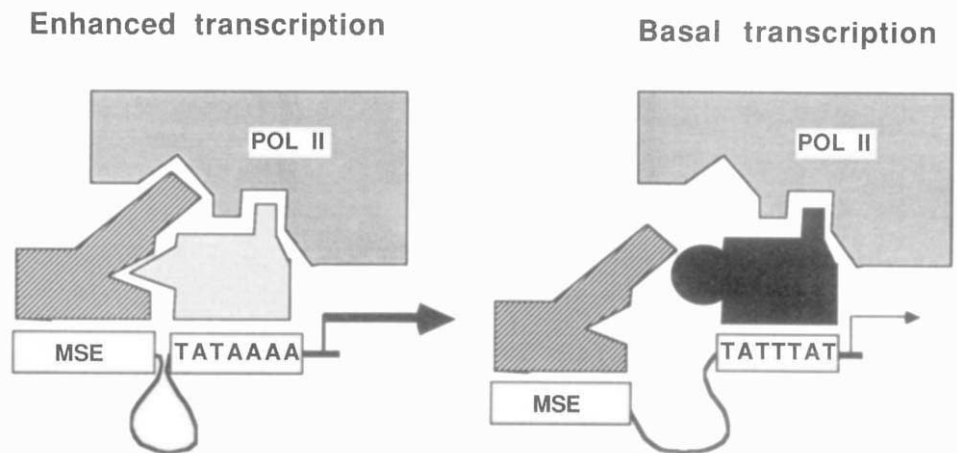 Enhanced transcription
Basal transcription
POL II
POL II
MSE
TATAAAA
TATTTAT
MSE